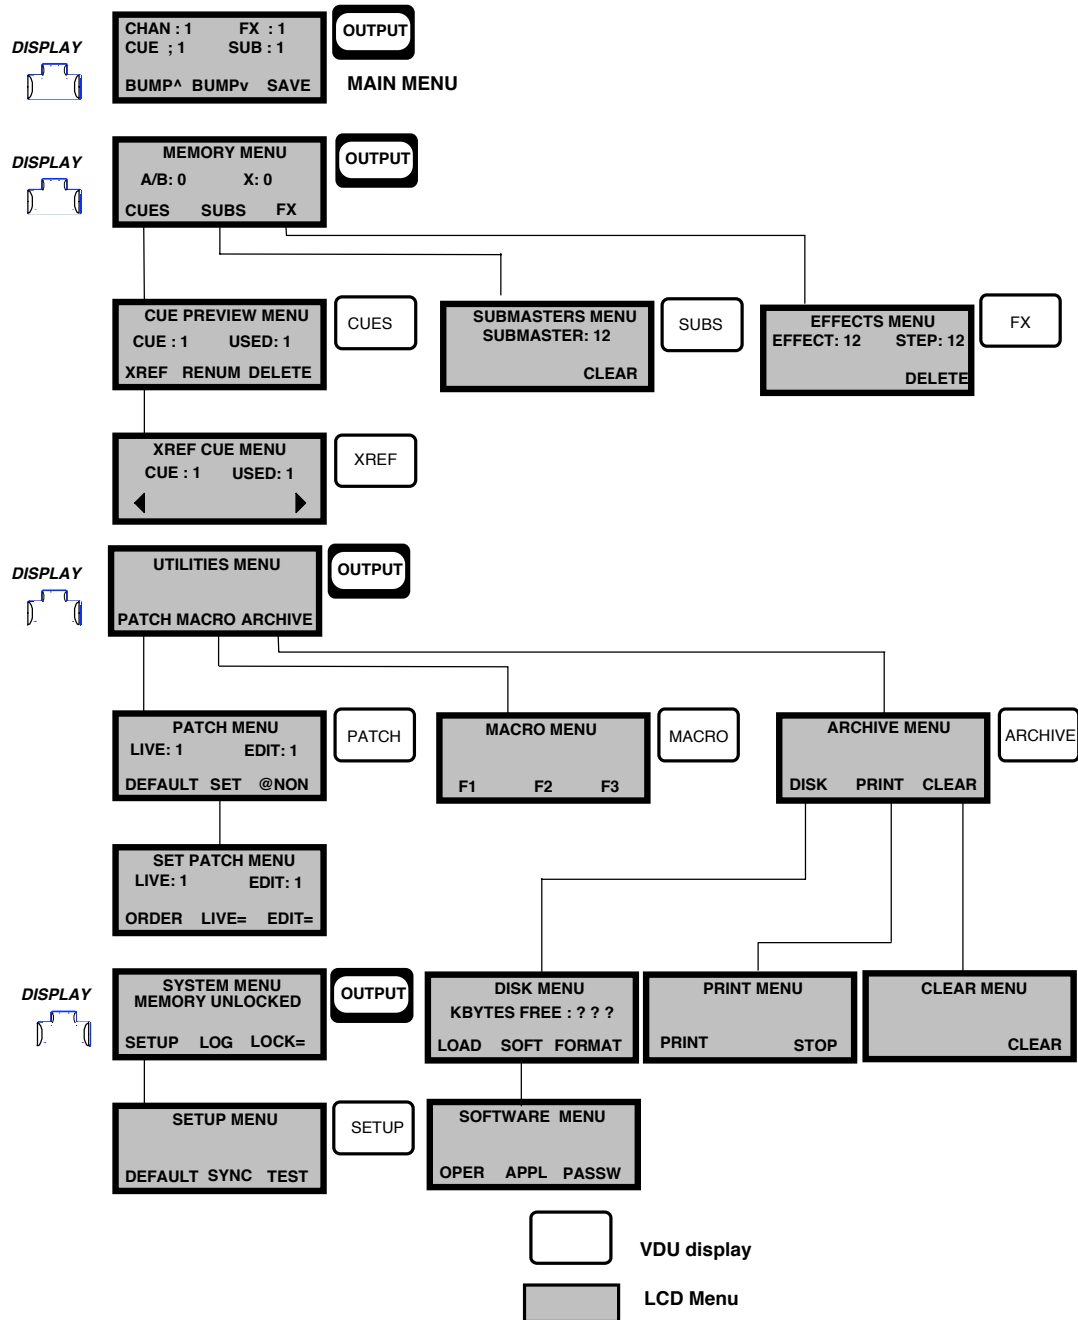 CHAN : 1 FX : 1
CUE ; 1 SUB : 1
BUMP^ BUMPv SAVE
OUTPUT
DISPLAY
MAIN MENU
MEMORY MENU
A/B: 0 X: 0
CUES SUBS FX
OUTPUT
DISPLAY
CUE PREVIEW MENU
CUE : 1 USED: 1
XREF RENUM DELETE
CUES
SUBMASTERS MENU
SUBMASTER: 12
CLEAR
SUBS
EFFECTS MENU
EFFECT: 12 STEP: 12
DELETE
FX
XREF CUE MENU
CUE : 1 USED: 1
XREF
UTILITIES MENU
PATCH MACRO ARCHIVE
OUTPUT
DISPLAY
PATCH MENU
LIVE: 1 EDIT: 1
DEFAULT SET @NON
PATCH
MACRO MENU
F1 F2 F3
MACRO
ARCHIVE MENU
DISK PRINT CLEAR
ARCHIVE
SET PATCH MENU
LIVE: 1 EDIT: 1
ORDER LIVE= EDIT=
SYSTEM MENU
MEMORY UNLOCKED
SETUP LOG LOCK=
OUTPUT
DISPLAY
DISK MENU
KBYTES FREE : ? ? ?
LOAD SOFT FORMAT
PRINT MENU
PRINT STOP
CLEAR MENU
CLEAR
SETUP MENU
DEFAULT SYNC TEST
SETUP
SOFTWARE MENU
OPER APPL PASSW
VDU display
LCD Menu